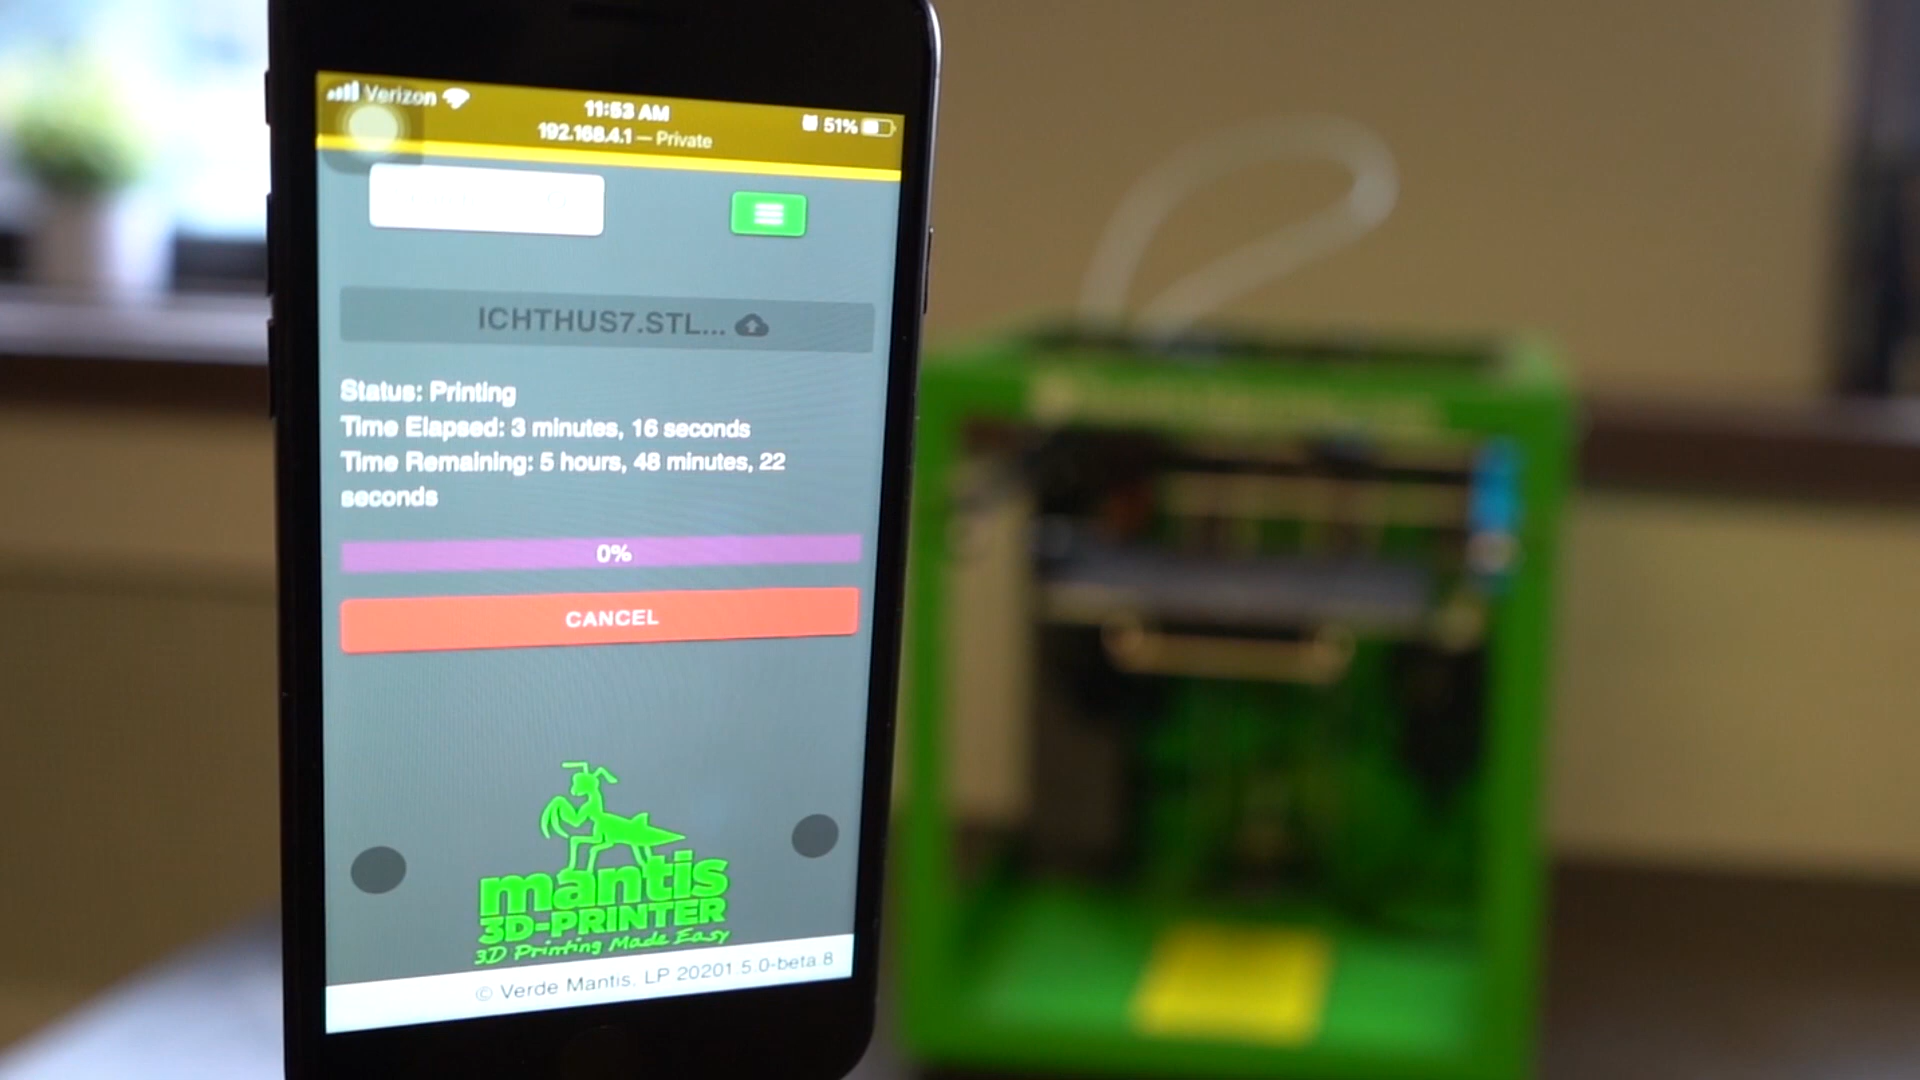 Verizon
11:53 AM
51%
192.168.4.1 — Private
ICHTHUS7.STL...
Status: Printing
Time Elapsed: 3 minutes, 16 seconds
Time Remaining: 5 hours, 48 minutes, 22
seconds
0%
CANCEL
mantis
3D-PRINTER
3D Printing Made Easy
© Verde Mantis, LP 20201.5.0-beta.8